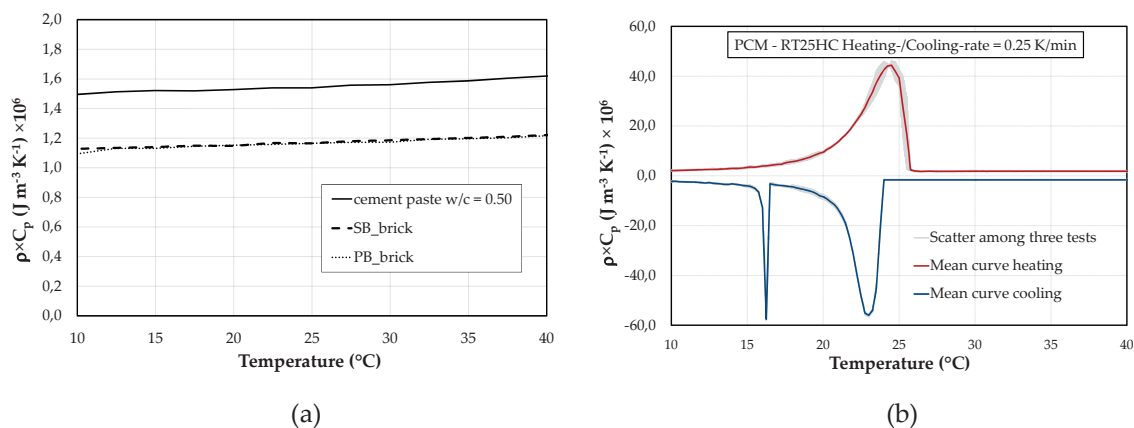 2,0
1,8
1,6
1,4
1,2
1,0
0,8
0,6
0,4
0,2
0,0
ρ×Cp (J m-3 K-1) ×10⁶
cement paste w/c = 0.50
SB_brick
PB_brick
10 15 20 25 30 35 40
Temperature (°C)
(a)
60,0
40,0
20,0
0,0
-20,0
-40,0
-60,0
ρ×Cp (J m-3 K-1) × 10⁶
PCM - RT25HC Heating-/Cooling-rate = 0.25 K/min
Scatter among three tests
Mean curve heating
Mean curve cooling
10 15 20 25 30 35 40
Temperature (°C)
(b)